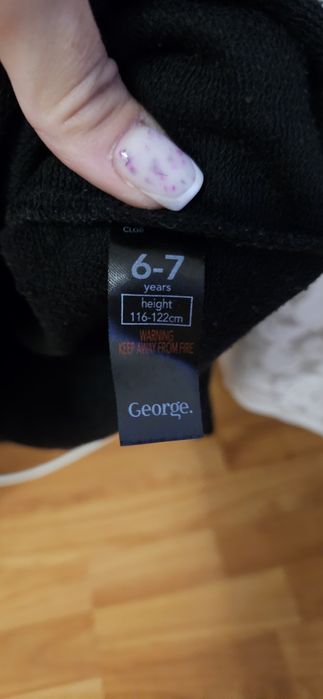 6-7
years
height
116-122cm
WARNING
KEEP AWAY FROM FIRE
George.